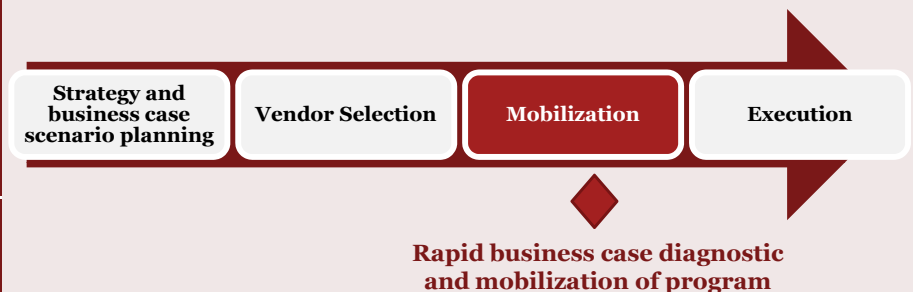 Strategy and
business case
scenario planning
Vendor Selection
Mobilization
Execution
Rapid business case diagnostic
and mobilization of program